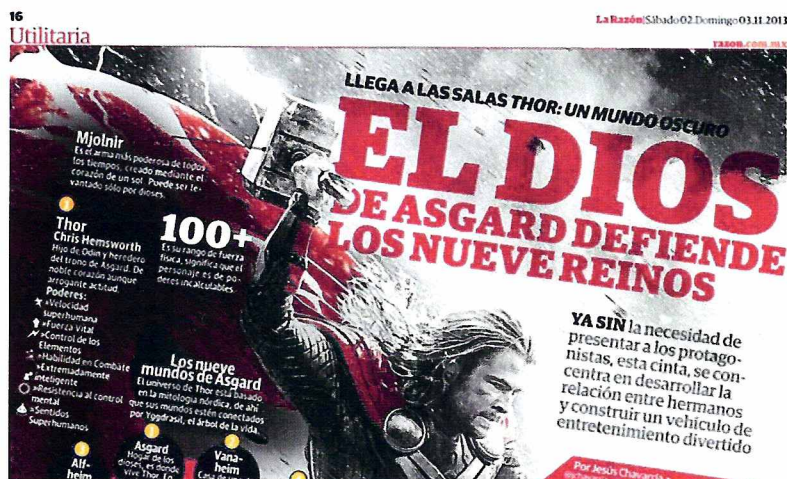 16
Utilitaria
La Razón | Sábado 02. Domingo 03.11.2013
razon.com.mx
LLEGA A LAS SALAS THOR: UN MUNDO OSCURO
EL DIOS
DE ASGARD DEFIENDE
LOS NUEVE REINOS
Mjolnir
Es el arma más poderosa de todos
los tiempos, creado mediante el
corazón de un sol. Puede ser le-
vantado sólo por dioses.
Thor
Chris Hemsworth
Hijo de Odín y heredero
del trono de Asgard. De
noble corazón aunque
arrogante actitud.
Poderes:
»Velocidad
superhumana
»Fuerza Vital
»Control de los
Elementos
»Habilidad en Combate
»Extremadamente
inteligente
»Resistencia al control
mental
»Sentidos
Superhumanos
100+
Es su rango de fuerza
física, significa que el
personaje es de po-
deres incalculables.
Los nueve
mundos de Asgard
El universo de Thor está basado
en la mitología nórdica, de ahí
que sus mundos estén conectados
por Yggdrasil, el árbol de la vida.
1
Asgard
Hogar de los
dioses, es donde
vive Thor. Lo
2
Vana-
heim
Casa de
3
Alf-
heim
YA SIN la necesidad de
presentar a los protago-
nistas, esta cinta, se con-
centra en desarrollar la
relación entre hermanos
y construir un vehículo de
entretenimiento divertido
Por Jesús Chavarría